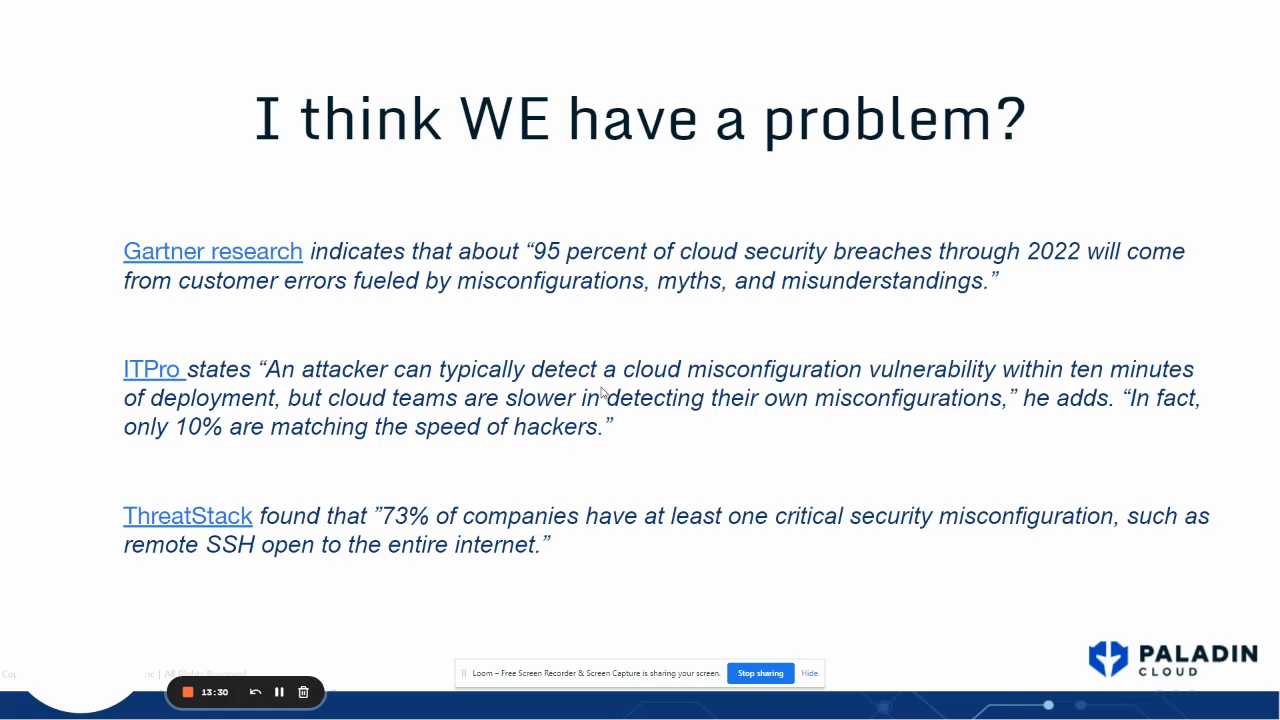 I think WE have a problem?
Gartner research indicates that about “95 percent of cloud security breaches through 2022 will come
from customer errors fueled by misconfigurations, myths, and misunderstandings.”
ITPro states “An attacker can typically detect a cloud misconfiguration vulnerability within ten minutes
of deployment, but cloud teams are slower in detecting their own misconfigurations,” he adds. “In fact,
only 10% are matching the speed of hackers.”
ThreatStack found that ”73% of companies have at least one critical security misconfiguration, such as
remote SSH open to the entire internet.”
PALADIN
CLOUD
| All Rights Reserved
Loom – Free Screen Recorder & Screen Capture is sharing your screen. Stop sharing Hide
13:30